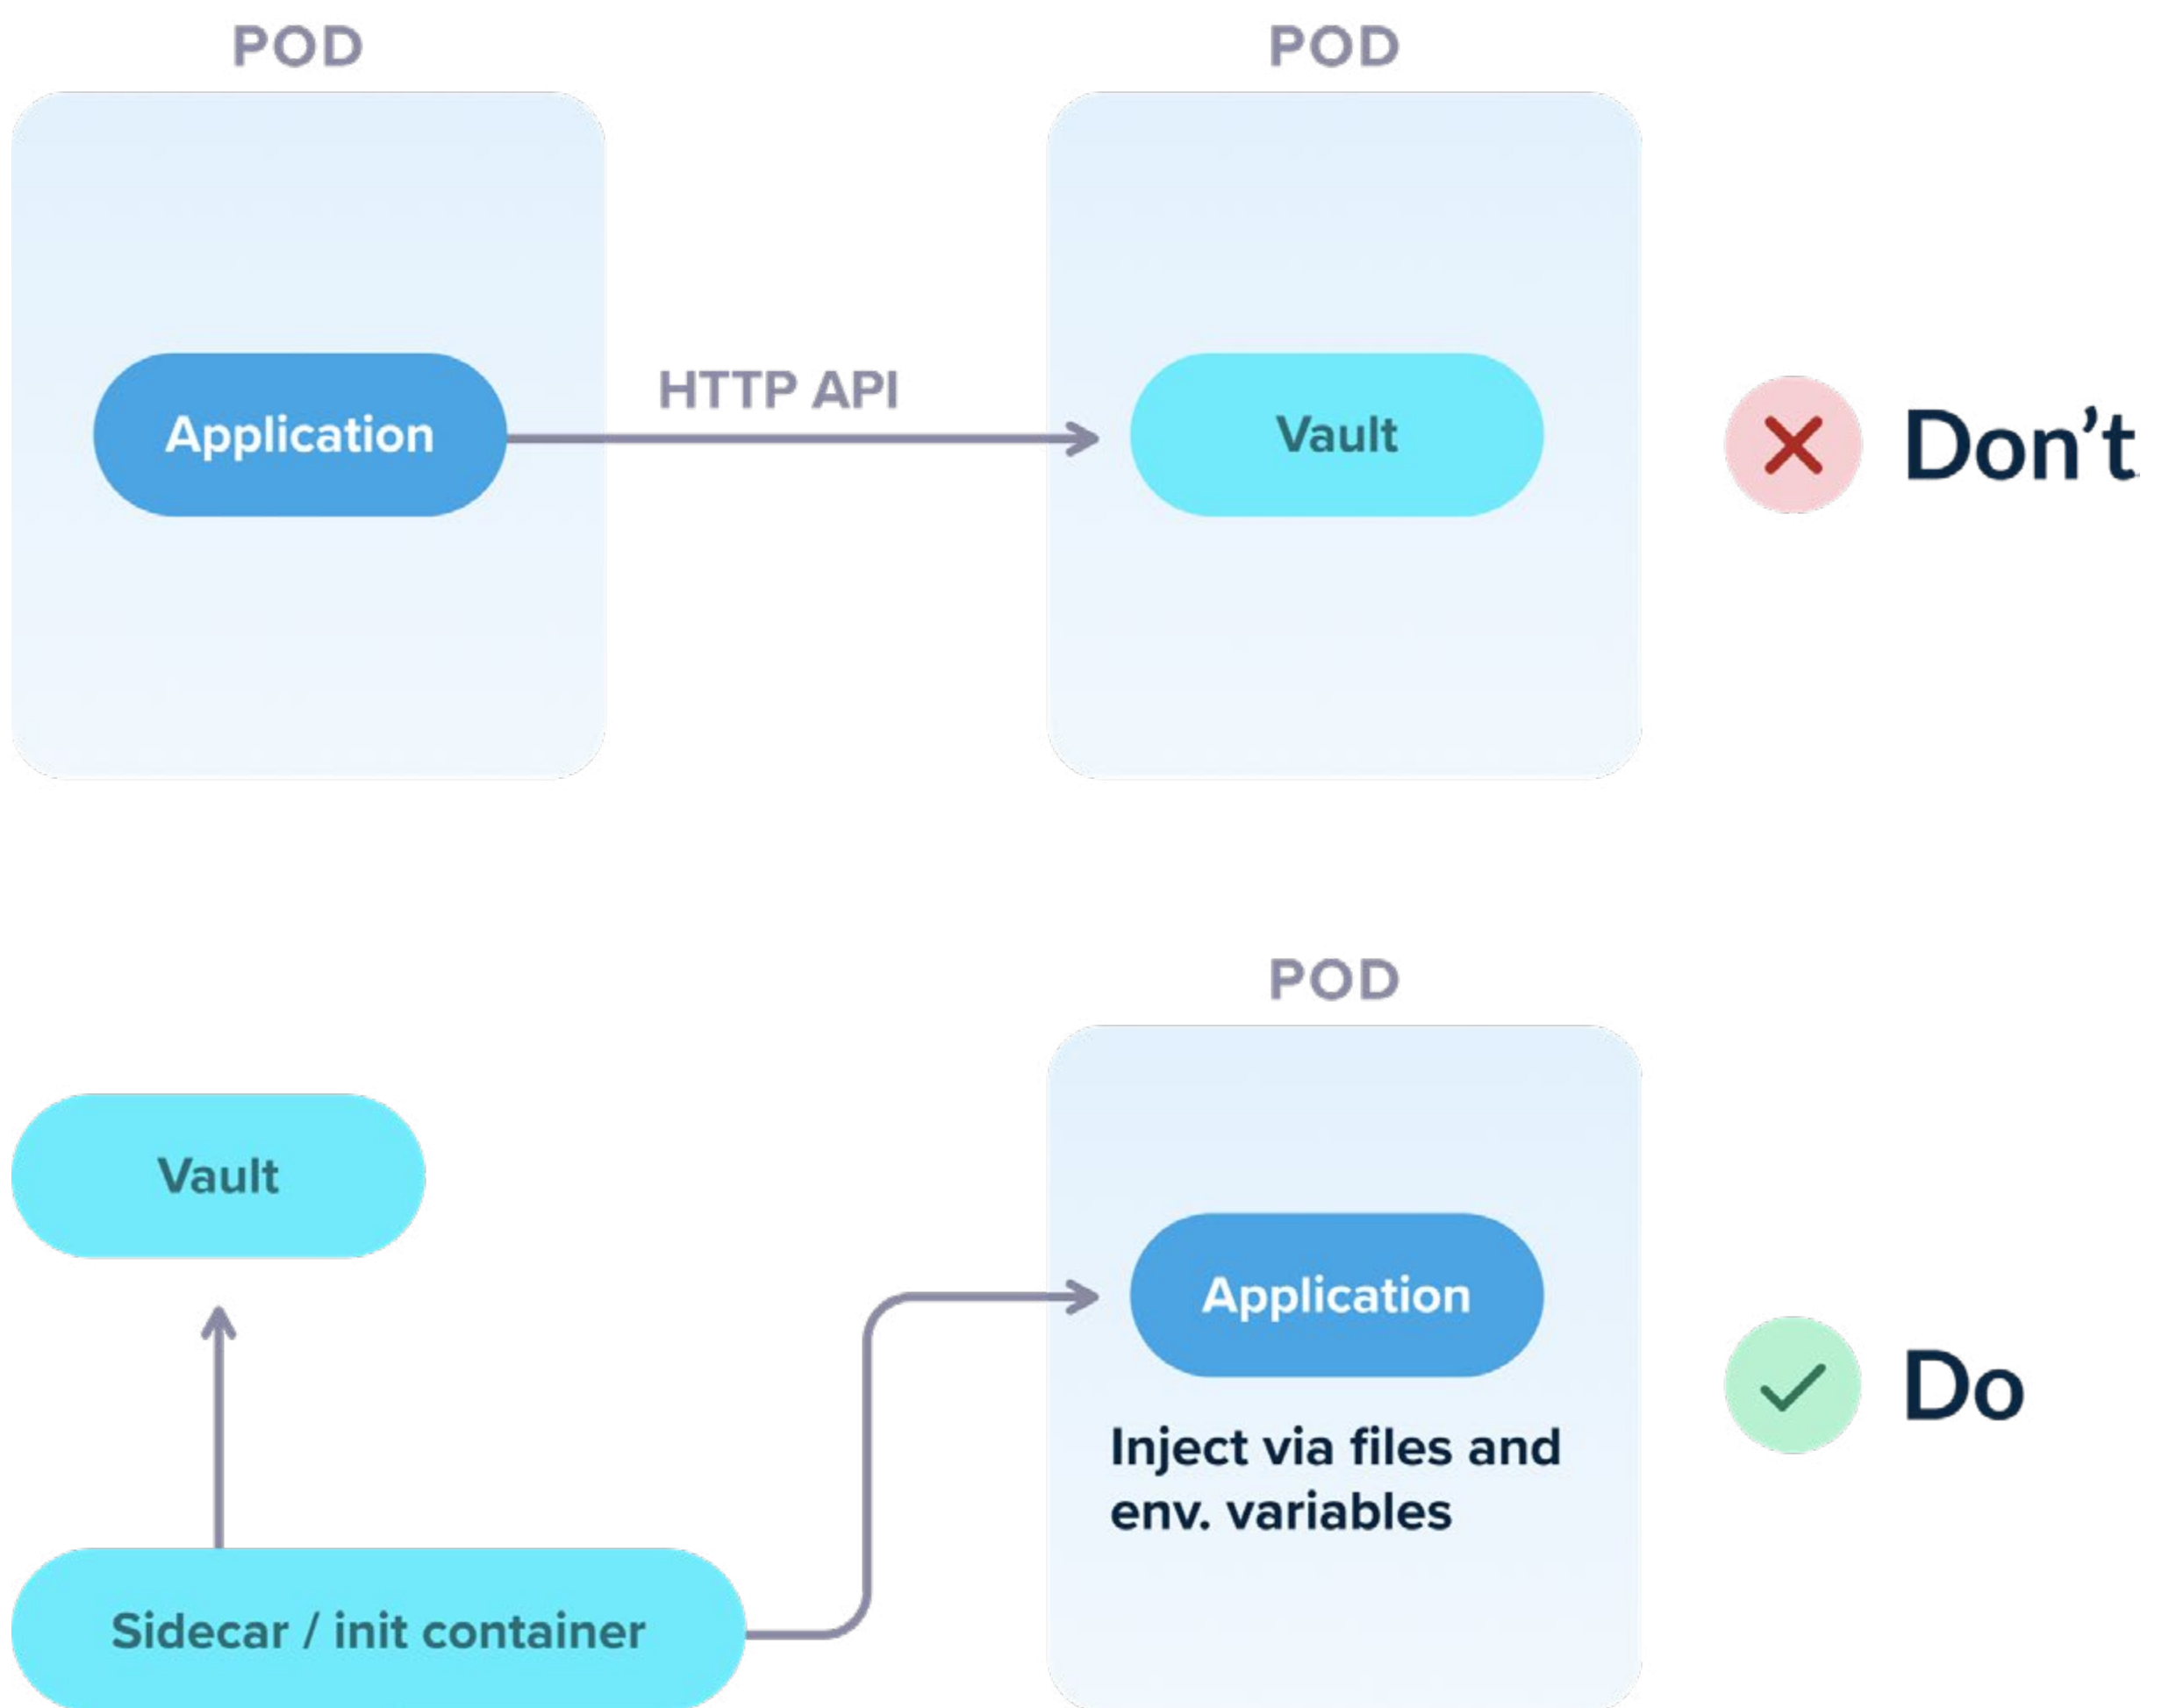 POD
POD
Application
HTTP API
Vault
Don’t
POD
Vault
Application
Inject via files and
env. variables
Do
Sidecar / init container